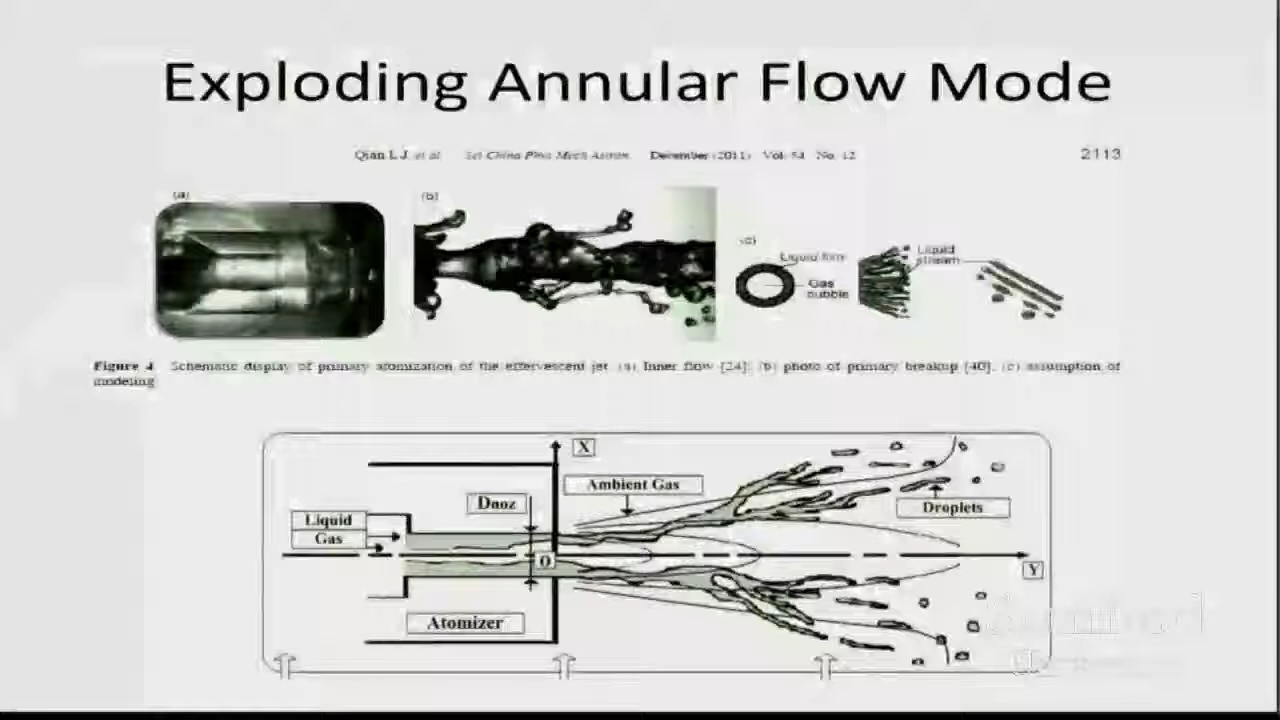 Exploding Annular Flow Mode
Qian L J, et al. Sci China Phys Mech Astron December (2011) Vol. 54 No. 12 2113
(a)
(b)
(c)
Liquid film
Gas
bubble
Liquid
stream
Figure 4 Schematic display of primary atomization of the effervescent jet. (a) Inner flow [24]; (b) photo of primary breakup [40]; (c) assumption of
modeling
X
Ambient Gas
Dnoz
Droplets
Liquid
Gas
O
Y
Atomizer